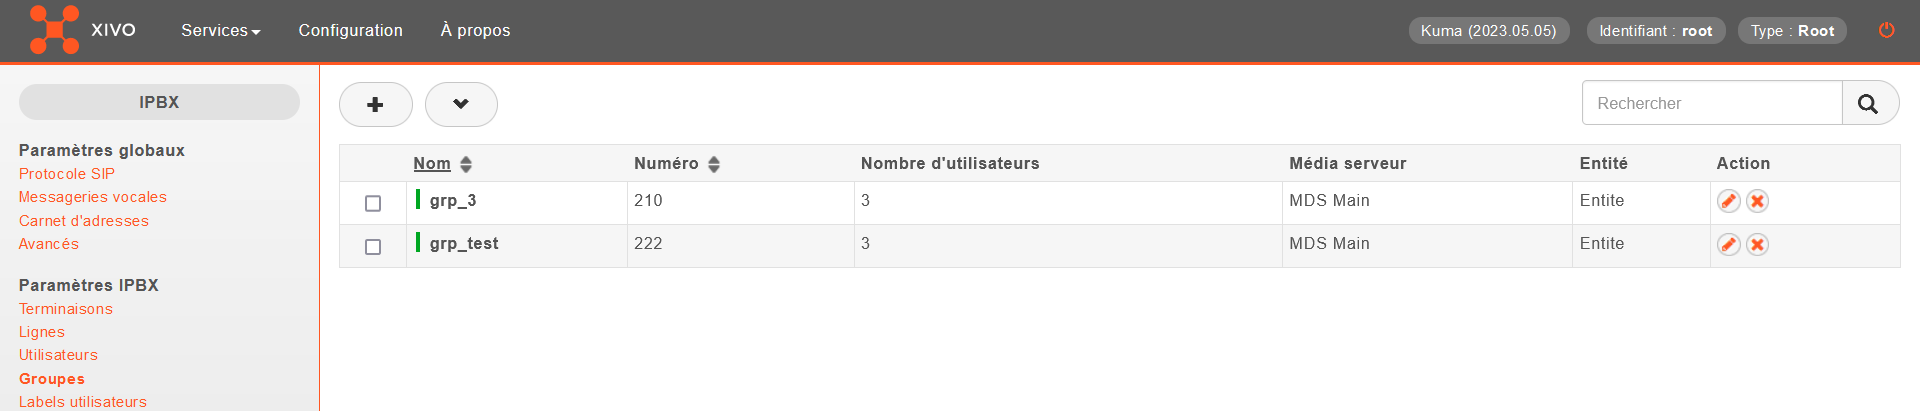 XIVO Services Configuration À propos Kuma (2023.05.05) Identifiant : root Type : Root
IPBX
Paramètres globaux
Protocole SIP
Messageries vocales
Carnet d'adresses
Avancés
Paramètres IPBX
Terminaisons
Lignes
Utilisateurs
Groupes
Labels utilisateurs
Rechercher
Nom Numéro Nombre d'utilisateurs Média serveur Entité Action
grp_3 210 3 MDS Main Entite
grp_test 222 3 MDS Main Entite